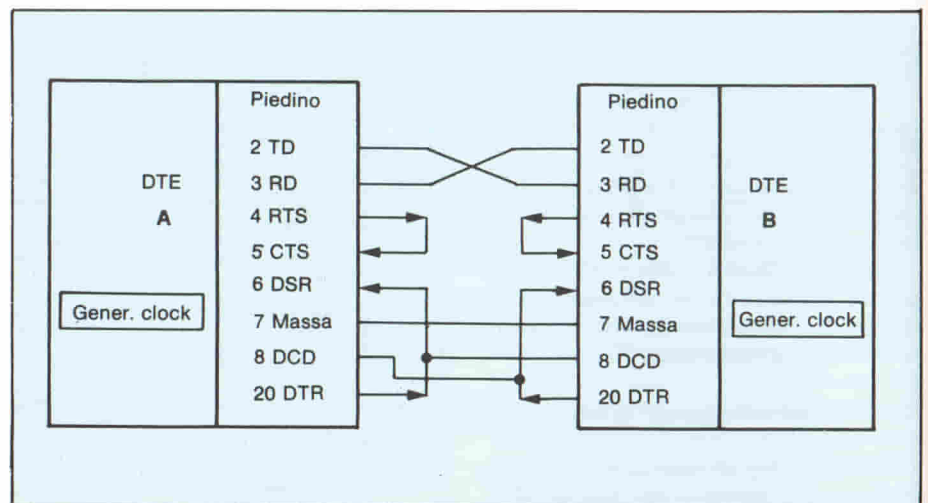 Piedino
2 TD
3 RD
4 RTS
5 CTS
6 DSR
7 Massa
8 DCD
20 DTR
DTE
A
Gener. clock
Piedino
2 TD
3 RD
4 RTS
5 CTS
6 DSR
7 Massa
8 DCD
20 DTR
DTE
B
Gener. clock